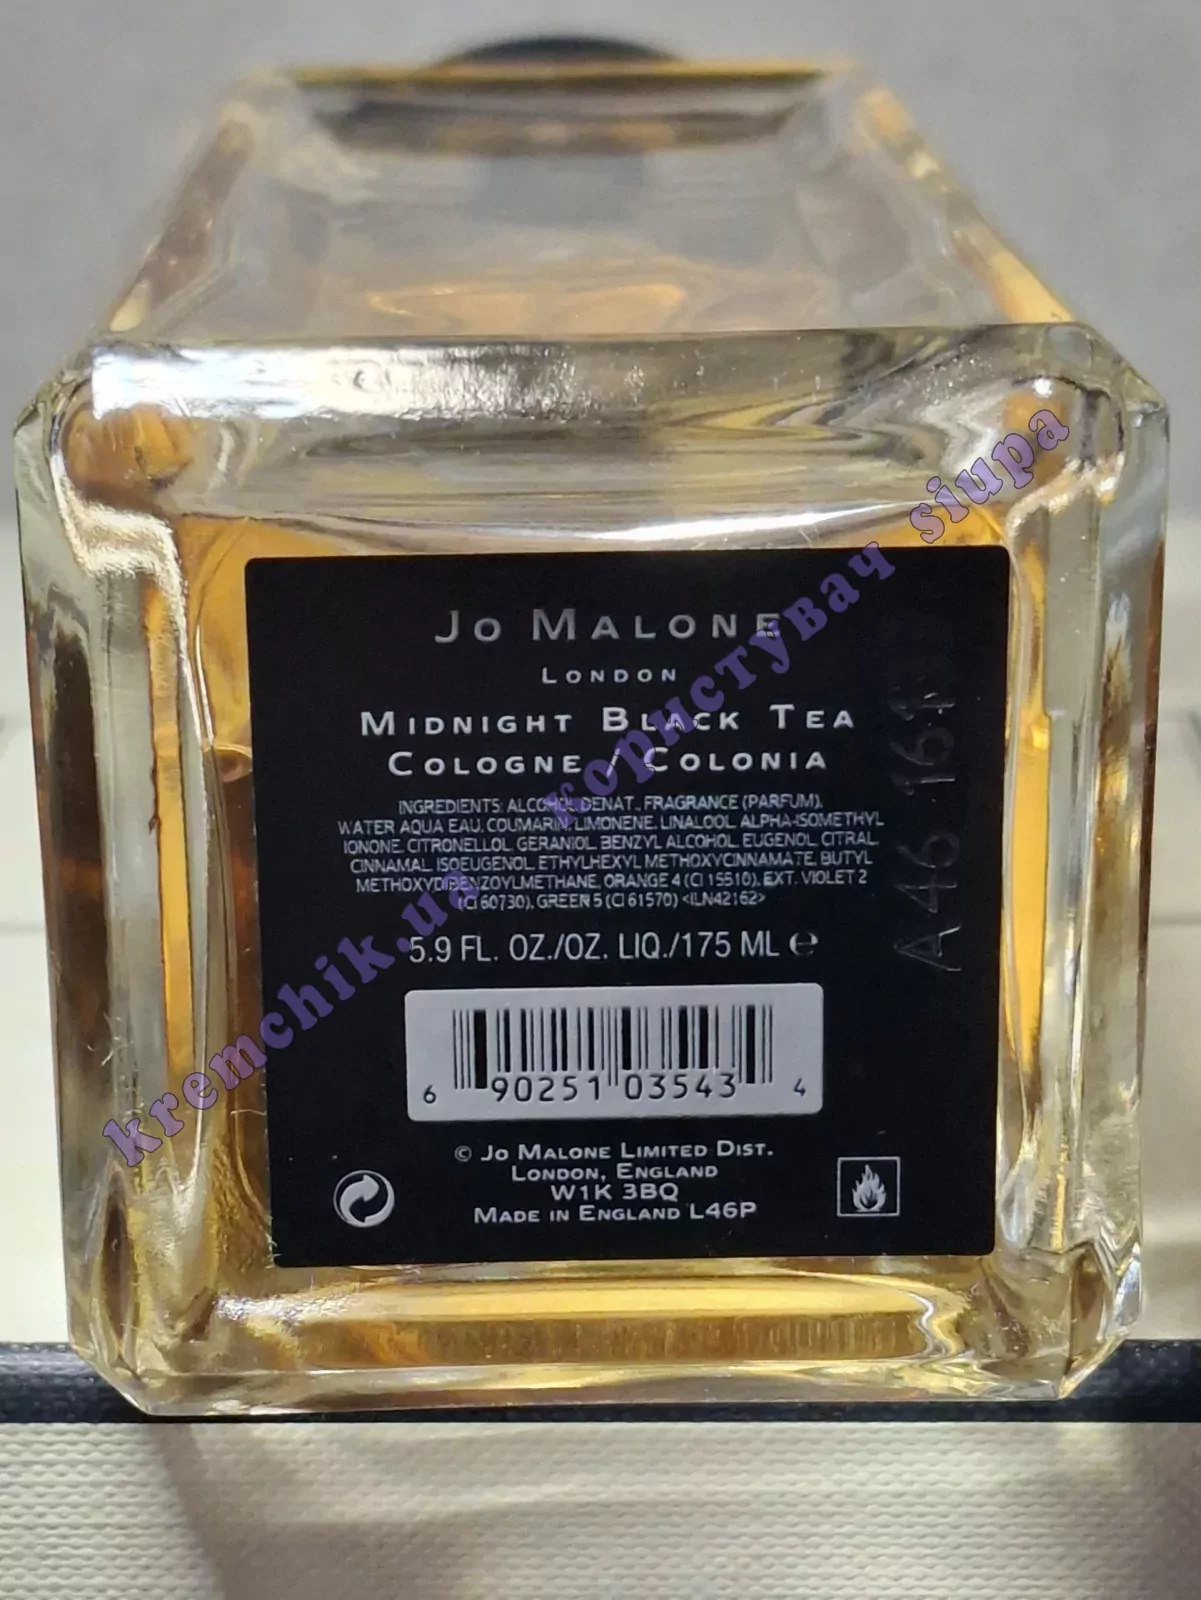 JO MALONE
LONDON
MIDNIGHT BLACK TEA
COLOGNE / COLONIA
INGREDIENTS: ALCOHOL DENAT., FRAGRANCE (PARFUM),
WATER AQUA EAU, COUMARIN, LIMONENE, LINALOOL, ALPHA-ISOMETHYL
IONONE, CITRONELLOL, GERANIOL, BENZYL ALCOHOL, EUGENOL, CITRAL,
CINNAMAL, ISOEUGENOL, ETHYLHEXYL METHOXYCINNAMATE, BUTYL
METHOXYDIBENZOYLMETHANE, ORANGE 4 (CI 15510), EXT. VIOLET 2
(CI 60730), GREEN 5 (CI 61570) <ILN42162>
5.9 FL. OZ./OZ. LIQ./175 ML ℮
6 90251 03543 4
© JO MALONE LIMITED DIST.
LONDON, ENGLAND
W1K 3BQ
MADE IN ENGLAND L46P
A46
kremchik.ua користувач siupa